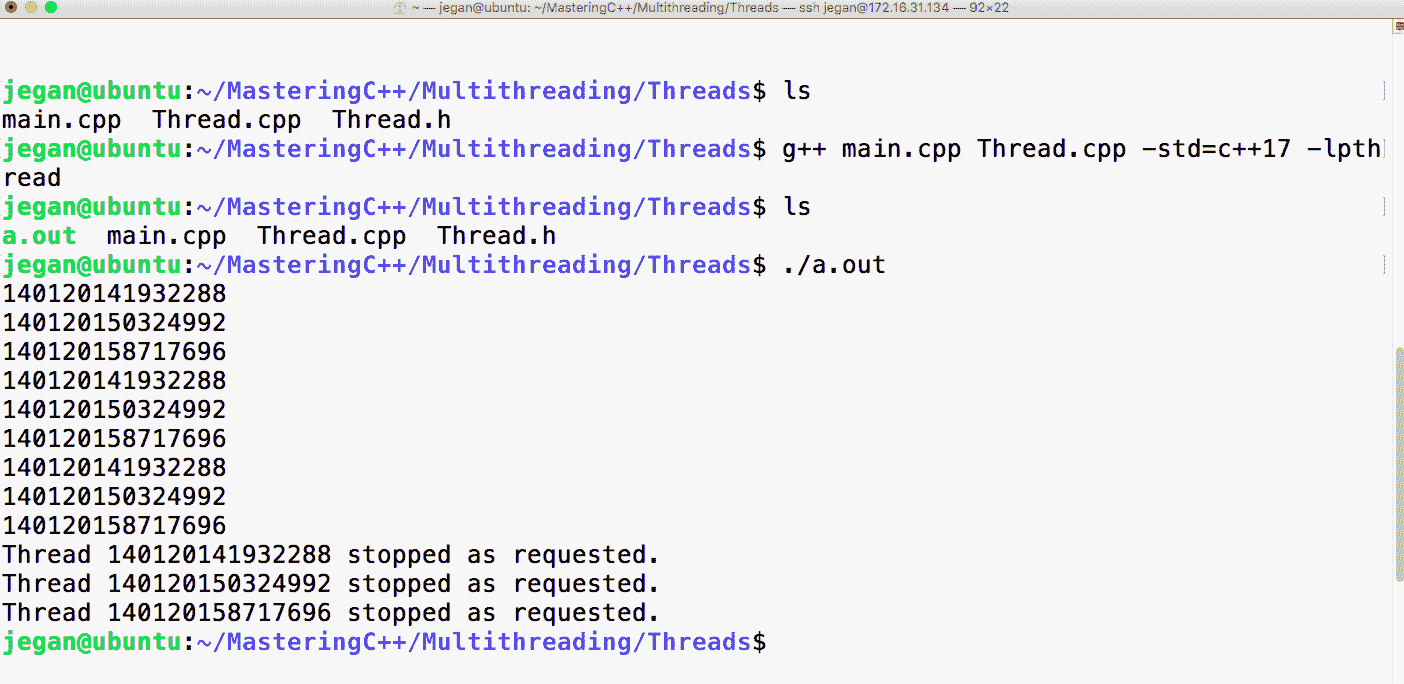 ~ — jegan@ubuntu: ~/MasteringC++/Multithreading/Threads — ssh jegan@172.16.31.134 — 92×22
jegan@ubuntu:~/MasteringC++/Multithreading/Threads$ ls
main.cpp  Thread.cpp  Thread.h
jegan@ubuntu:~/MasteringC++/Multithreading/Threads$ g++ main.cpp Thread.cpp -std=c++17 -lpth
read
jegan@ubuntu:~/MasteringC++/Multithreading/Threads$ ls
a.out  main.cpp  Thread.cpp  Thread.h
jegan@ubuntu:~/MasteringC++/Multithreading/Threads$ ./a.out
140120141932288
140120150324992
140120158717696
140120141932288
140120150324992
140120158717696
140120141932288
140120150324992
140120158717696
Thread 140120141932288 stopped as requested.
Thread 140120150324992 stopped as requested.
Thread 140120158717696 stopped as requested.
jegan@ubuntu:~/MasteringC++/Multithreading/Threads$